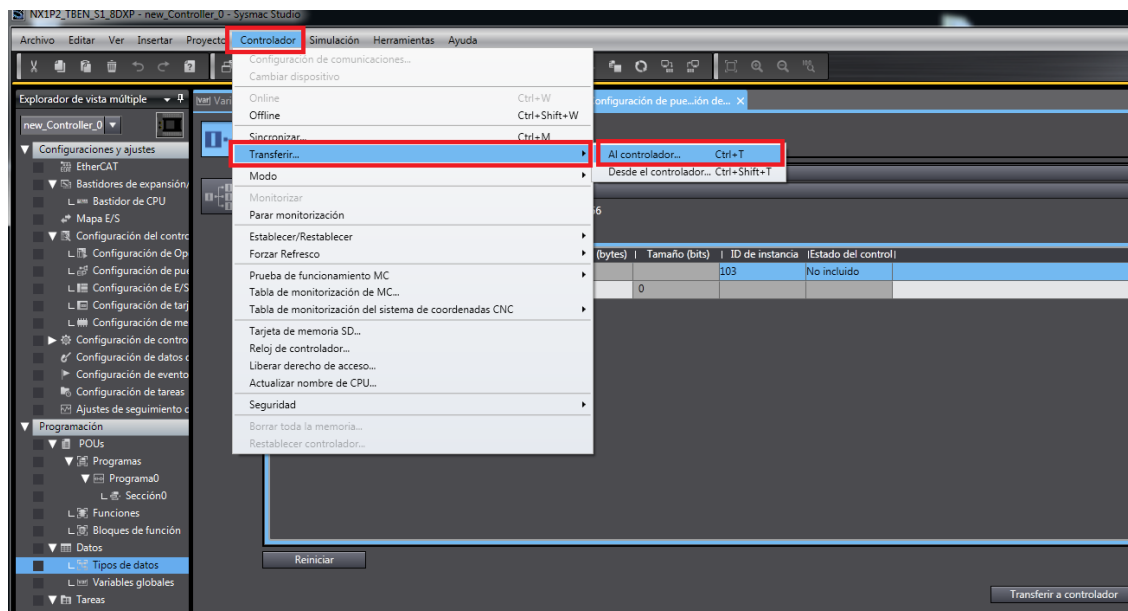 NX1P2_TBEN_S1_8DXP - new_Controller_0 - Sysmac Studio
Archivo Editar Ver Insertar Proyecto Controlador Simulación Herramientas Ayuda
Explorador de vista múltiple
new_Controller_0
Configuraciones y ajustes
EtherCAT
Bastidores de expansión/
Bastidor de CPU
Mapa E/S
Configuración del contro
Configuración de Op
Configuración de pue
Configuración de E/S
Configuración de tarj
Configuración de me
Configuración de contro
Configuración de datos c
Configuración de evento
Configuración de tareas
Ajustes de seguimiento d
Programación
POUs
Programas
Programa0
Sección0
Funciones
Bloques de función
Datos
Tipos de datos
Variables globales
Tareas
Configuración de comunicaciones...
Cambiar dispositivo
Online Ctrl+W
Offline Ctrl+Shift+W
Sincronizar... Ctrl+M
Transferir...
Modo
Monitorizar
Parar monitorización
Establecer/Restablecer
Forzar Refresco
Prueba de funcionamiento MC
Tabla de monitorización de MC...
Tabla de monitorización del sistema de coordenadas CNC
Tarjeta de memoria SD...
Reloj de controlador...
Liberar derecho de acceso...
Actualizar nombre de CPU...
Seguridad
Borrar toda la memoria...
Restablecer controlador...
Al controlador... Ctrl+T
Desde el controlador... Ctrl+Shift+T
var Vari
onfiguración de pue...ión de... X
(bytes) | Tamaño (bits) | ID de instancia |Estado del control|
103 No incluido
0
Reiniciar
Transferir a controlador